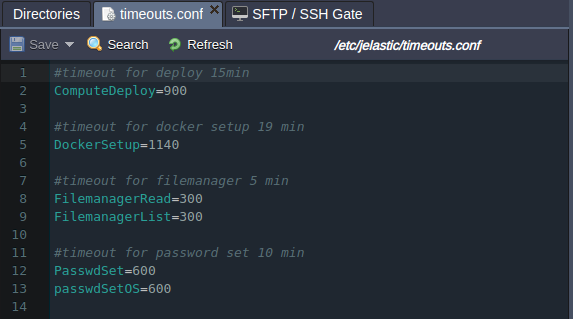 Directories timeouts.conf SFTP / SSH Gate
Save Search Refresh /etc/jelastic/timeouts.conf
1 #timeout for deploy 15min
2 ComputeDeploy=900
3
4 #timeout for docker setup 19 min
5 DockerSetup=1140
6
7 #timeout for filemanager 5 min
8 FilemanagerRead=300
9 FilemanagerList=300
10
11 #timeout for password set 10 min
12 PasswdSet=600
13 passwdSetOS=600
14